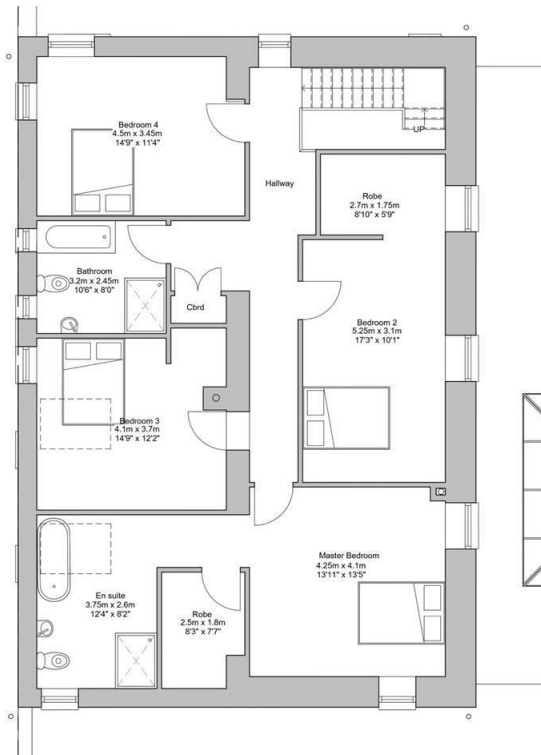 Bedroom 4
4.5m x 3.45m
14'9" x 11'4"
UP
Hallway
Robe
2.7m x 1.75m
8'10" x 5'9"
Bathroom
3.2m x 2.45m
10'6" x 8'0"
Cbrd
Bedroom 2
5.25m x 3.1m
17'3" x 10'1"
Bedroom 3
4.1m x 3.7m
14'9" x 12'2"
Master Bedroom
4.25m x 4.1m
13'11" x 13'5"
En suite
3.75m x 2.6m
12'4" x 8'2"
Robe
2.5m x 1.8m
8'3" x 7'7"